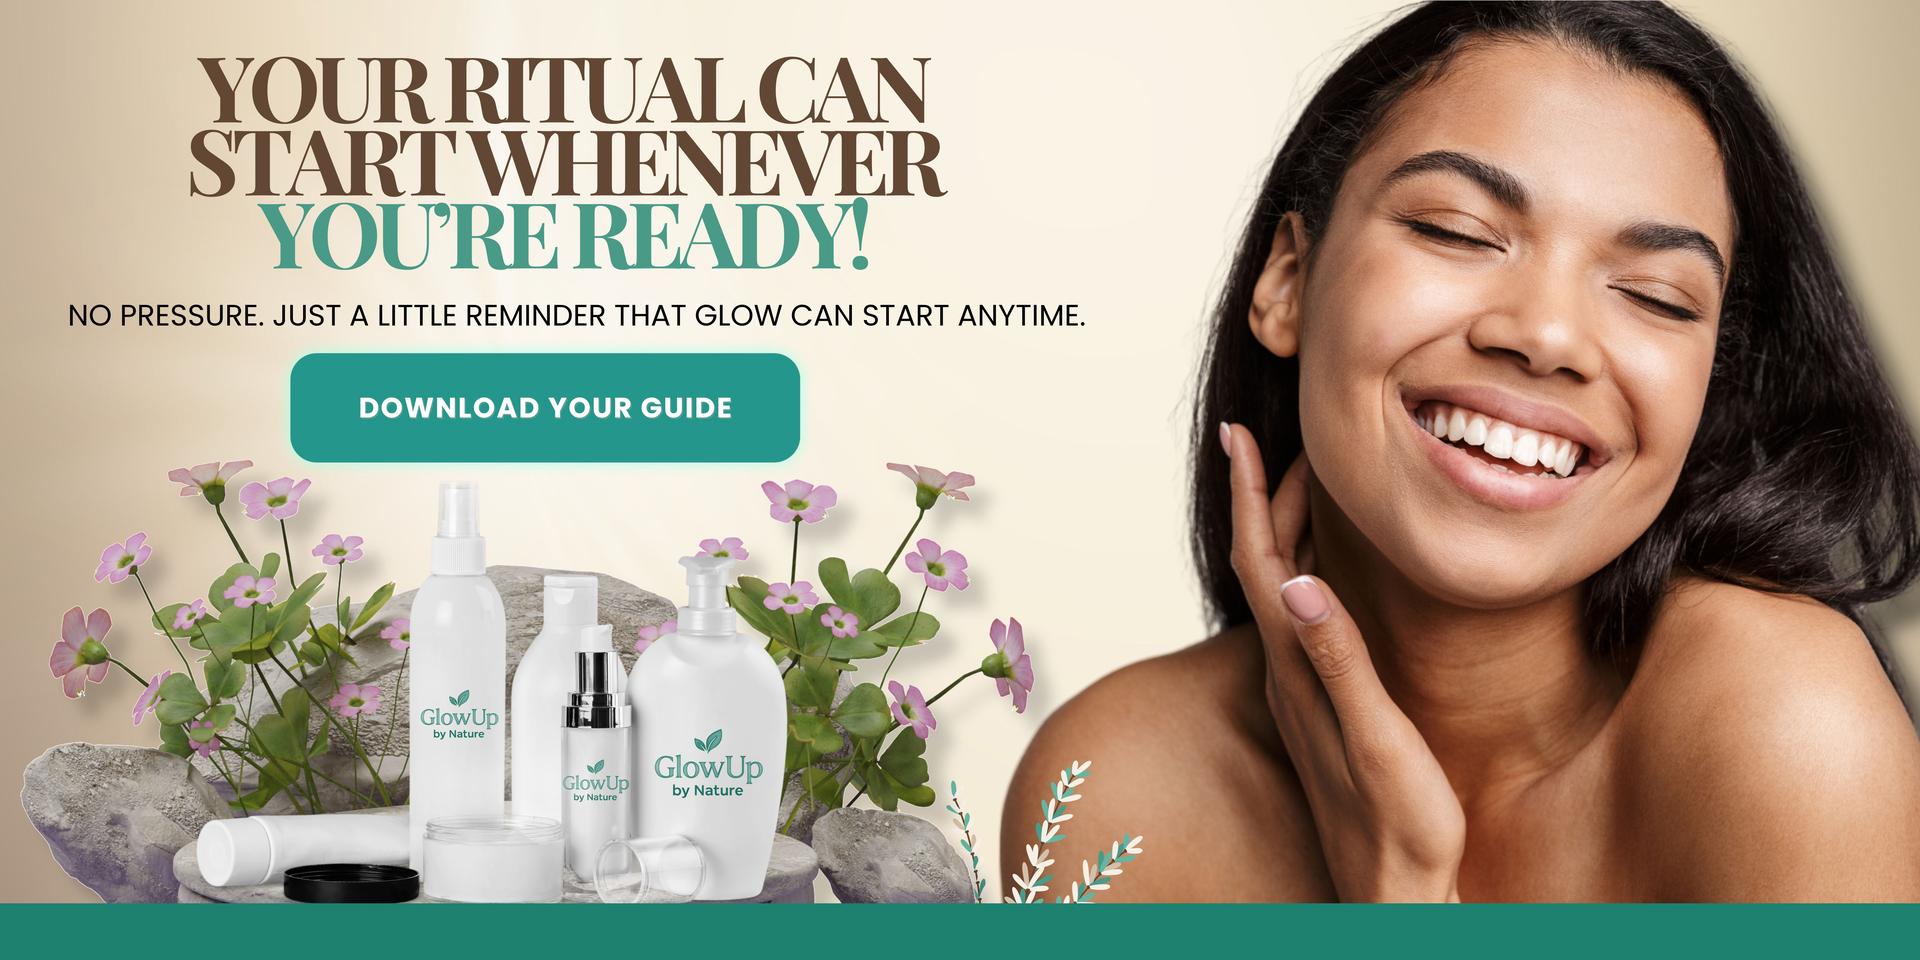 YOUR RITUAL CAN
START WHENEVER
YOU'RE READY!
NO PRESSURE. JUST A LITTLE REMINDER THAT GLOW CAN START ANYTIME.
DOWNLOAD YOUR GUIDE
GlowUp
by Nature
GlowUp
by Nature
GlowUp
by Nature